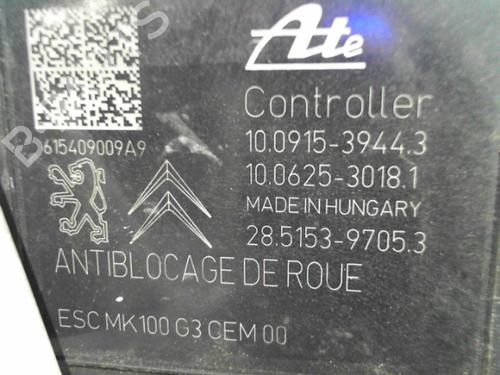 Ate
Controller
615409009A9
10.0915-3944.3
10.0625-3018.1
MADE IN HUNGARY
28.5153-9705.3
ANTIBLOCAGE DE ROUE
ESC MK100 G3 CEM 00